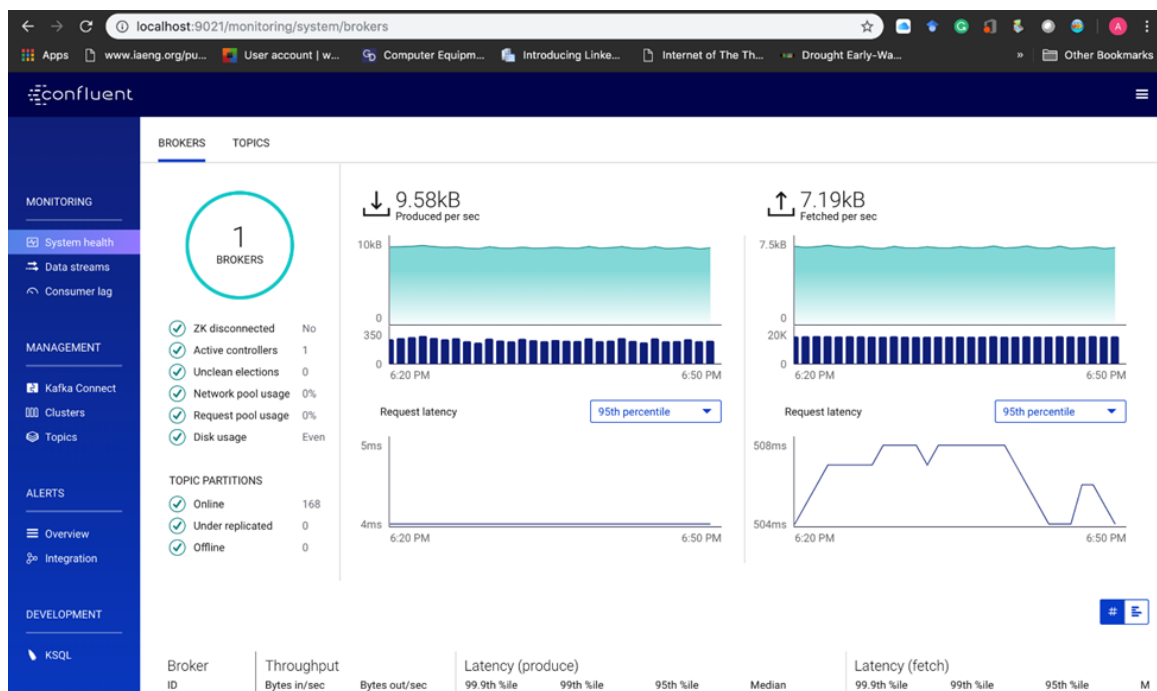 localhost:9021/monitoring/system/brokers
A
Apps www.iaeng.org/pu... User account | w... Computer Equipm... Introducing Linke... Internet of The Th... Drought Early-Wa... » Other Bookmarks
confluent
BROKERS TOPICS
MONITORING
System health
Data streams
Consumer lag
MANAGEMENT
Kafka Connect
Clusters
Topics
ALERTS
Overview
Integration
DEVELOPMENT
KSQL
1
BROKERS
ZK disconnected No
Active controllers 1
Unclean elections 0
Network pool usage 0%
Request pool usage 0%
Disk usage Even
TOPIC PARTITIONS
Online 168
Under replicated 0
Offline 0
9.58kB
Produced per sec
10kB
0
350
0
6:20 PM 6:50 PM
Request latency 95th percentile
5ms
4ms
6:20 PM 6:50 PM
7.19kB
Fetched per sec
7.5kB
0
20K
0
6:20 PM 6:50 PM
Request latency 95th percentile
508ms
504ms
6:20 PM 6:50 PM
#
Broker Throughput Latency (produce) Latency (fetch)
ID Bytes in/sec Bytes out/sec 99.9th %ile 99th %ile 95th %ile Median 99.9th %ile 99th %ile 95th %ile M